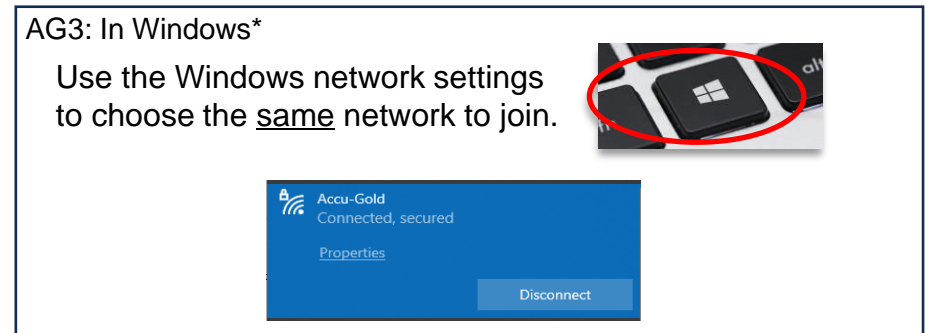 AG3: In Windows*
Use the Windows network settings
to choose the same network to join.
alt
Accu-Gold
Connected, secured
Properties
Disconnect